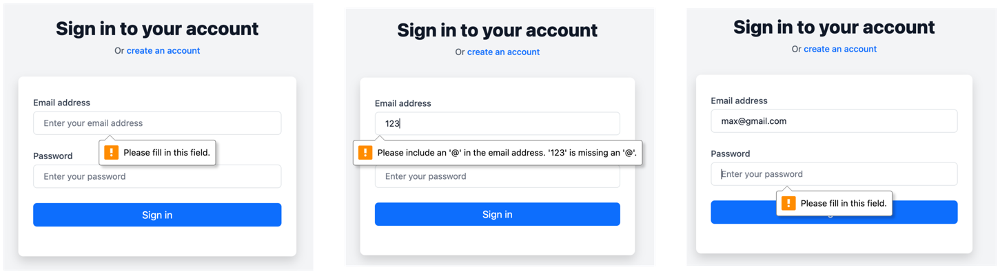 Sign in to your account
Or create an account
Email address
Enter your email address
Please fill in this field.
Password
Enter your password
Sign in
Sign in to your account
Or create an account
Email address
123
Please include an '@' in the email address. '123' is missing an '@'.
Enter your password
Sign in
Sign in to your account
Or create an account
Email address
max@gmail.com
Password
Enter your password
Please fill in this field.